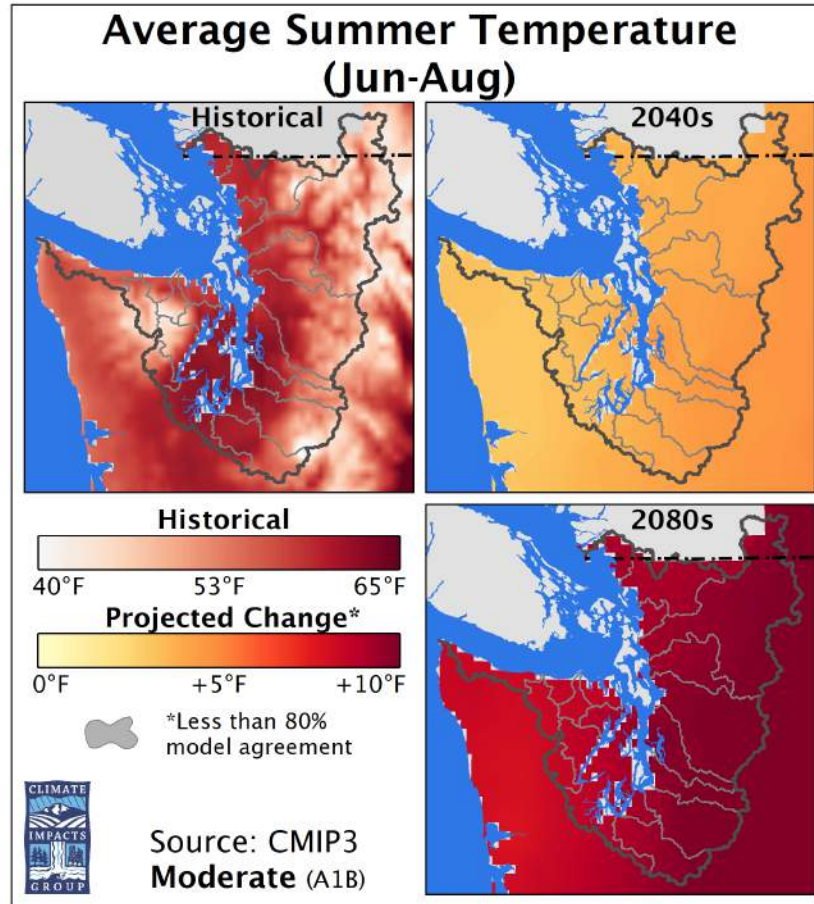 Average Summer Temperature
(Jun-Aug)
Historical
2040s
Historical
40°F 53°F 65°F
Projected Change*
0°F +5°F +10°F
*Less than 80%
model agreement
2080s
CLIMATE
IMPACTS
GROUP
Source: CMIP3
Moderate (A1B)